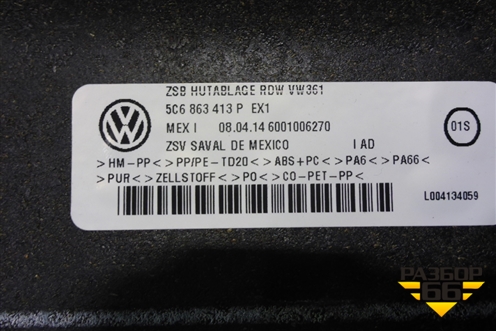 ZSB HUTABLAGE RDW VW361
5C6 863 413 P EX1
MEX I 08.04.14 6001006270
01S
ZSV SAVAL DE MEXICO I AD
>HM-PP<>PP/PE-TD20<>ABS+PC<>PA6<>PA66<
>PUR<>ZELLSTOFF<>PO<>CO-PET-PP<
L004134059
РАЗБОР
66